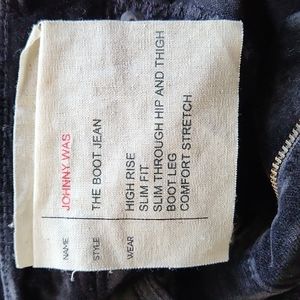 NAME JOHNNY WAS
STYLE THE BOOT JEAN
WEAR HIGH RISE
SLIM FIT
SLIM THROUGH HIP AND THIGH
BOOT LEG
COMFORT STRETCH